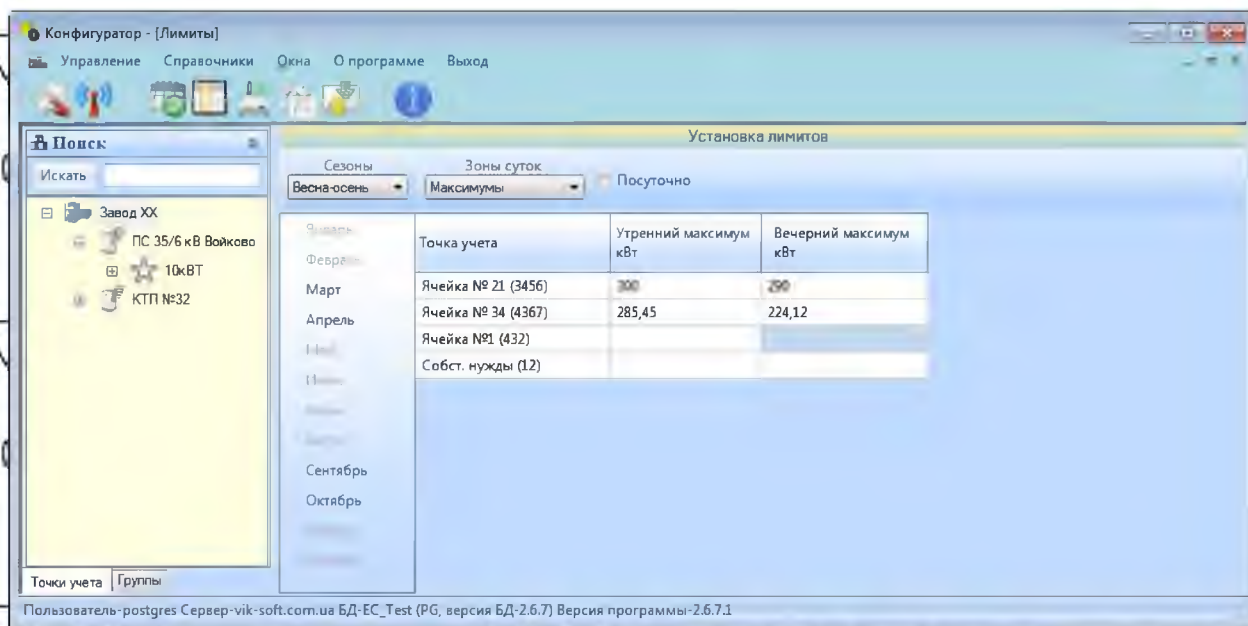 Конфигуратор - [Лимиты]
Управление Справочники Окна О программе Выход
Поиск
Искать
Завод XX
ПС 35/6 кВ Войково
10кВТ
КТП №32
Точки учета Группы
Установка лимитов
Сезоны Зоны суток
Весна-осень Максимумы Посуточно
Январь
Март
Апрель
Сентябрь
Октябрь
Точка учета Утренний максимум кВт Вечерний максимум кВт
Ячейка № 21 (3456) 300 290
Ячейка № 34 (4367) 285,45 224,12
Ячейка №1 (432)
Собст. нужды (12)
Пользователь-postgres Сервер-vik-soft.com.ua БД-EC_Test (PG, версия БД-2.6.7) Версия программы-2.6.7.1